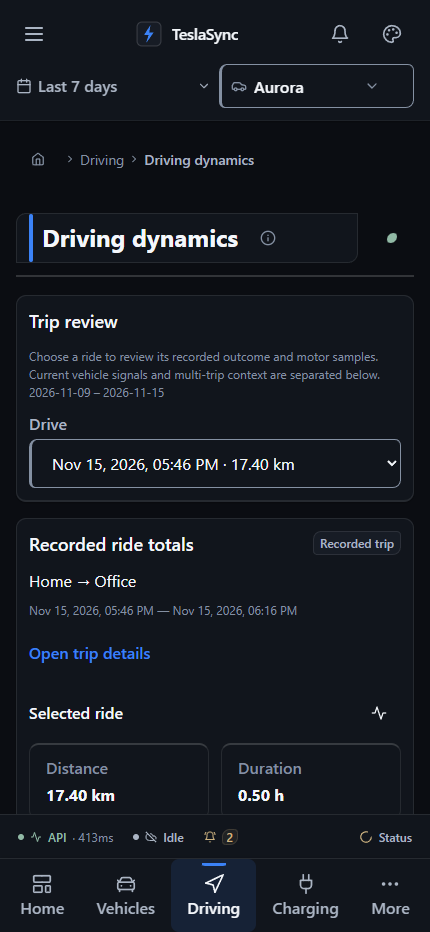 TeslaSync
Last 7 days
Aurora
Driving
Driving dynamics
Driving dynamics
Trip review
Choose a ride to review its recorded outcome and motor samples.
Current vehicle signals and multi-trip context are separated below.
2026-11-09 – 2026-11-15
Drive
Nov 15, 2026, 05:46 PM · 17.40 km
Recorded ride totals
Recorded trip
Home → Office
Nov 15, 2026, 05:46 PM — Nov 15, 2026, 06:16 PM
Open trip details
Selected ride
Distance
Duration
17.40 km
0.50 h
API · 413ms
Idle
2
Status
Home
Vehicles
Driving
Charging
More